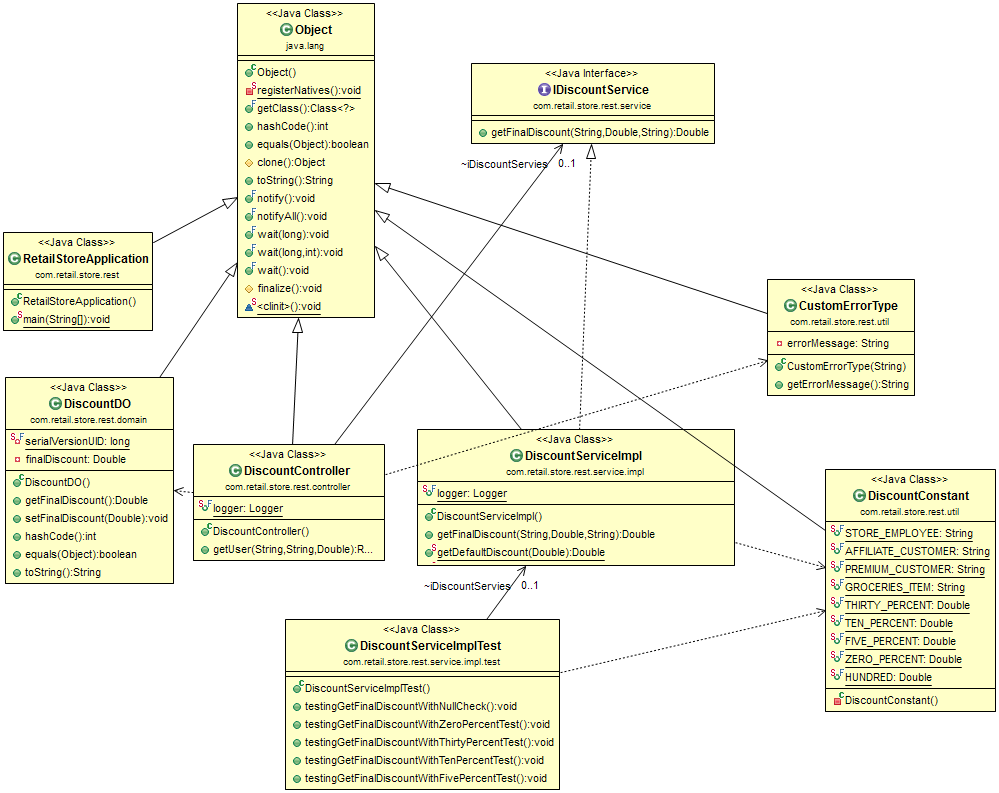 <<Java Class>>
Object
java.lang
Object()
registerNatives():void
getClass():Class<?>
hashCode():int
equals(Object):boolean
clone():Object
toString():String
notify():void
notifyAll():void
wait(long):void
wait(long,int):void
wait():void
finalize():void
<clinit>():void
<<Java Interface>>
IDiscountService
com.retail.store.rest.service
getFinalDiscount(String,Double,String):Double
~iDiscountServies 0..1
<<Java Class>>
RetailStoreApplication
com.retail.store.rest
RetailStoreApplication()
main(String[]):void
<<Java Class>>
CustomErrorType
com.retail.store.rest.util
errorMessage: String
CustomErrorType(String)
getErrorMessage():String
<<Java Class>>
DiscountDO
com.retail.store.rest.domain
serialVersionUID: long
finalDiscount: Double
DiscountDO()
getFinalDiscount():Double
setFinalDiscount(Double):void
hashCode():int
equals(Object):boolean
toString():String
<<Java Class>>
DiscountController
com.retail.store.rest.controller
logger: Logger
DiscountController()
getUser(String,String,Double):R...
<<Java Class>>
DiscountServiceImpl
com.retail.store.rest.service.impl
logger: Logger
DiscountServiceImpl()
getFinalDiscount(String,Double,String):Double
getDefaultDiscount(Double):Double
~iDiscountServies 0..1
<<Java Class>>
DiscountConstant
com.retail.store.rest.util
STORE_EMPLOYEE: String
AFFILIATE_CUSTOMER: String
PREMIUM_CUSTOMER: String
GROCERIES_ITEM: String
THIRTY_PERCENT: Double
TEN_PERCENT: Double
FIVE_PERCENT: Double
ZERO_PERCENT: Double
HUNDRED: Double
DiscountConstant()
<<Java Class>>
DiscountServiceImplTest
com.retail.store.rest.service.impl.test
DiscountServiceImplTest()
testingGetFinalDiscountWithNullCheck():void
testingGetFinalDiscountWithZeroPercentTest():void
testingGetFinalDiscountWithThirtyPercentTest():void
testingGetFinalDiscountWithTenPercentTest():void
testingGetFinalDiscountWithFivePercentTest():void